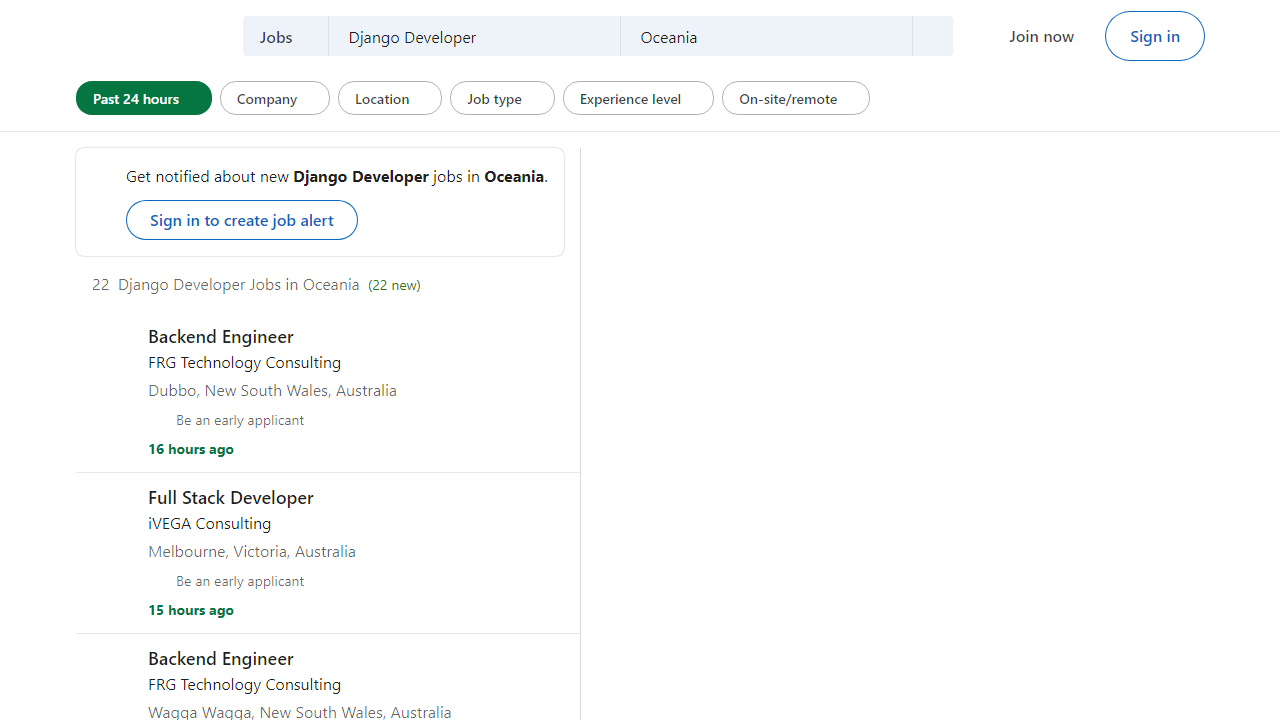 Jobs Django Developer Oceania Join now Sign in
Past 24 hours Company Location Job type Experience level On-site/remote
Get notified about new Django Developer jobs in Oceania.
Sign in to create job alert
22 Django Developer Jobs in Oceania (22 new)
Backend Engineer
FRG Technology Consulting
Dubbo, New South Wales, Australia
Be an early applicant
16 hours ago
Full Stack Developer
iVEGA Consulting
Melbourne, Victoria, Australia
Be an early applicant
15 hours ago
Backend Engineer
FRG Technology Consulting
Wagga Wagga, New South Wales, Australia